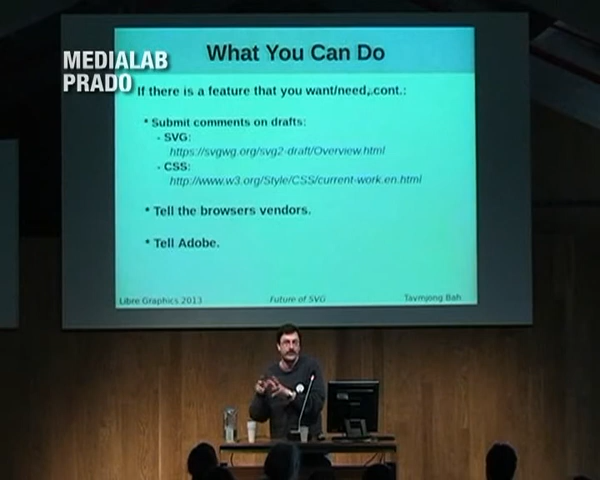 MEDIALAB
PRADO
What You Can Do
If there is a feature that you want/need,.cont.:
* Submit comments on drafts:
- SVG:
https://svgwg.org/svg2-draft/Overview.html
- CSS:
http://www.w3.org/Style/CSS/current-work.en.html
* Tell the browsers vendors.
* Tell Adobe.
Libre Graphics 2013 Future of SVG Tavmjong Bah